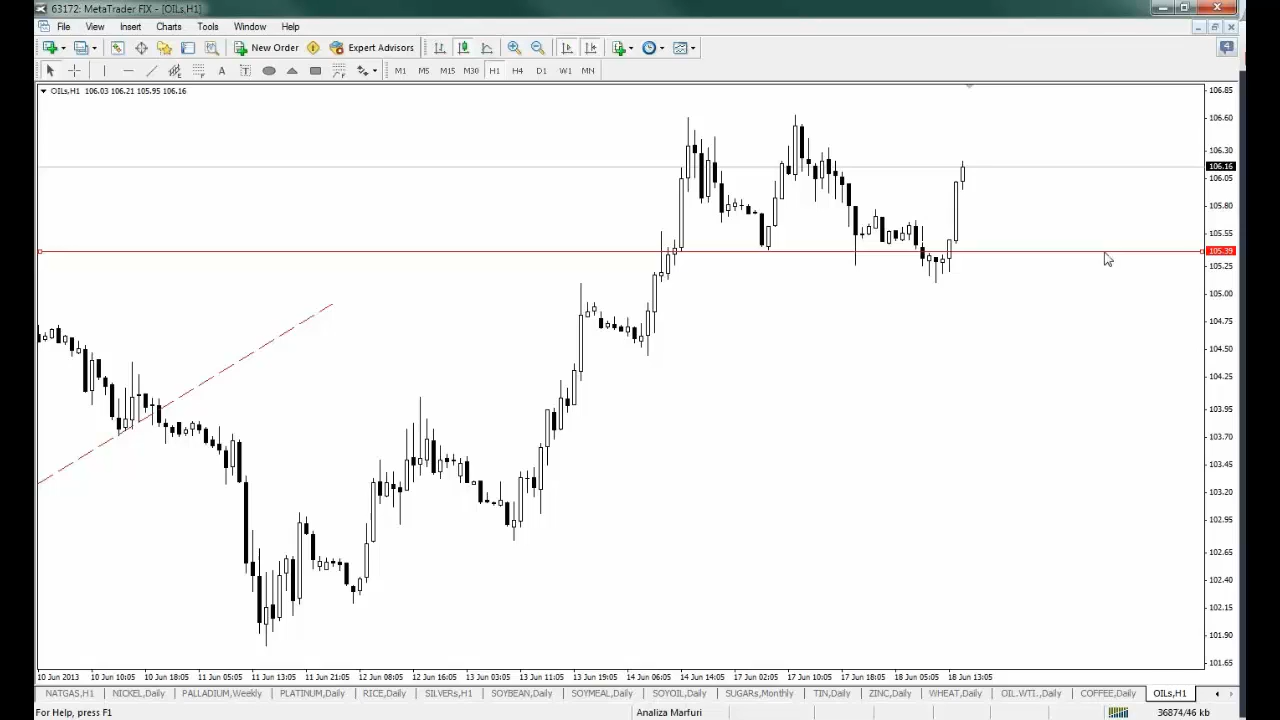 63172: MetaTrader FIX - [OILs,H1]
File View Insert Charts Tools Window Help
New Order Expert Advisors 4
A T M1 M5 M15 M30 H1 H4 D1 W1 MN
OILs,H1 106.03 106.21 105.95 106.16
106.85
106.60
106.30
106.16
106.05
105.80
105.55
105.39
105.25
105.00
104.75
104.50
104.25
103.95
103.70
103.45
103.20
102.95
102.65
102.40
102.15
101.90
101.65
10 Jun 2013 10 Jun 10:05 10 Jun 18:05 11 Jun 05:05 11 Jun 13:05 11 Jun 21:05 12 Jun 08:05 12 Jun 16:05 13 Jun 03:05 13 Jun 11:05 13 Jun 19:05 14 Jun 06:05 14 Jun 14:05 17 Jun 02:05 17 Jun 10:05 17 Jun 18:05 18 Jun 05:05 18 Jun 13:05
NATGAS,H1 NICKEL,Daily PALLADIUM,Weekly PLATINUM,Daily RICE,Daily SILVERs,H1 SOYBEAN,Daily SOYMEAL,Daily SOYOIL,Daily SUGARs,Monthly TIN,Daily ZINC,Daily WHEAT,Daily OIL.WTI.,Daily COFFEE,Daily OILs,H1
For Help, press F1 Analiza Marfuri 36874/46 kb